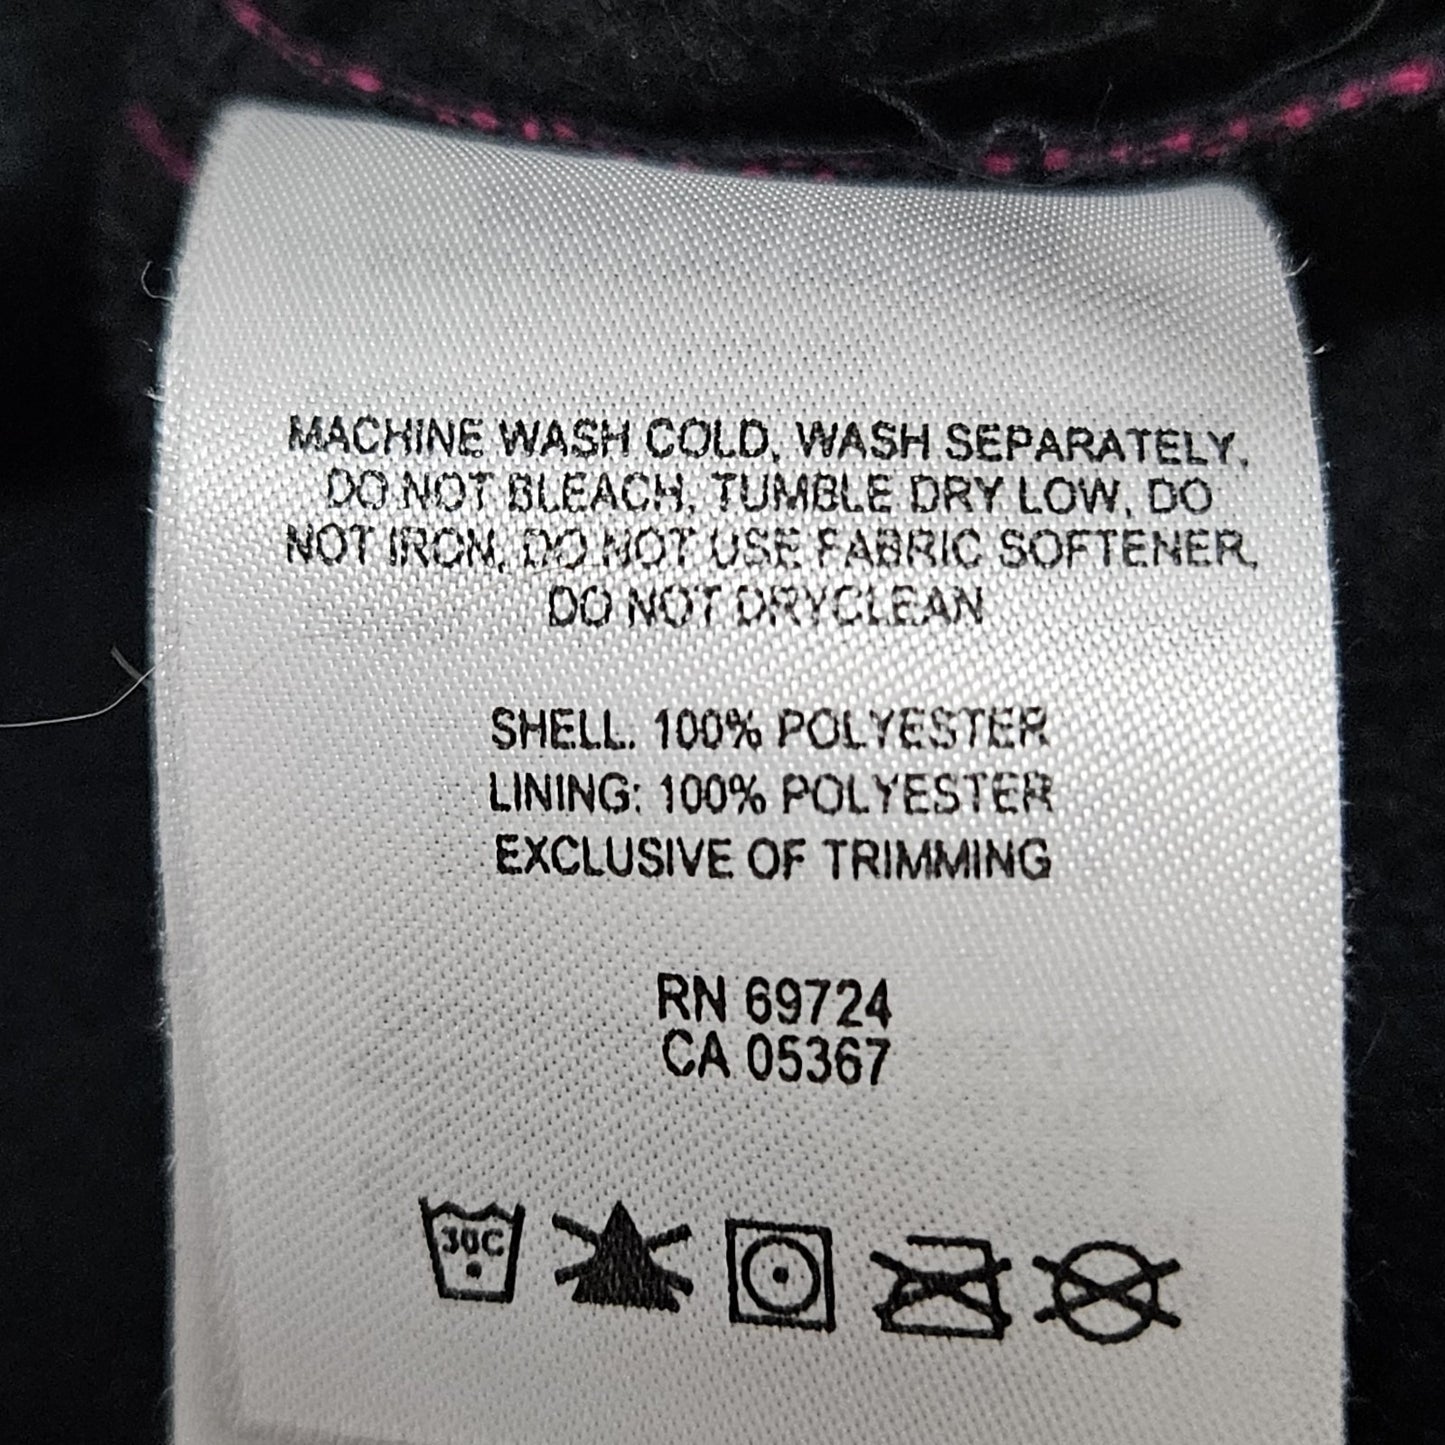 MACHINE WASH COLD, WASH SEPARATELY,
DO NOT BLEACH, TUMBLE DRY LOW, DO
NOT IRON, DO NOT USE FABRIC SOFTENER,
DO NOT DRYCLEAN
SHELL: 100% POLYESTER
LINING: 100% POLYESTER
EXCLUSIVE OF TRIMMING
RN 69724
CA 05367
30C